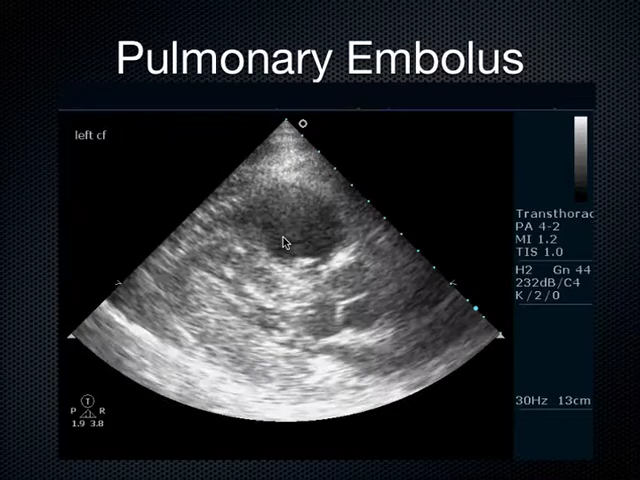 Pulmonary Embolus
left cf
Transthorac
PA 4-2
MI 1.2
TIS 1.0
H2 Gn 44
232dB/C4
K/2/0
30Hz 13cm
T
P R
1.9 3.8